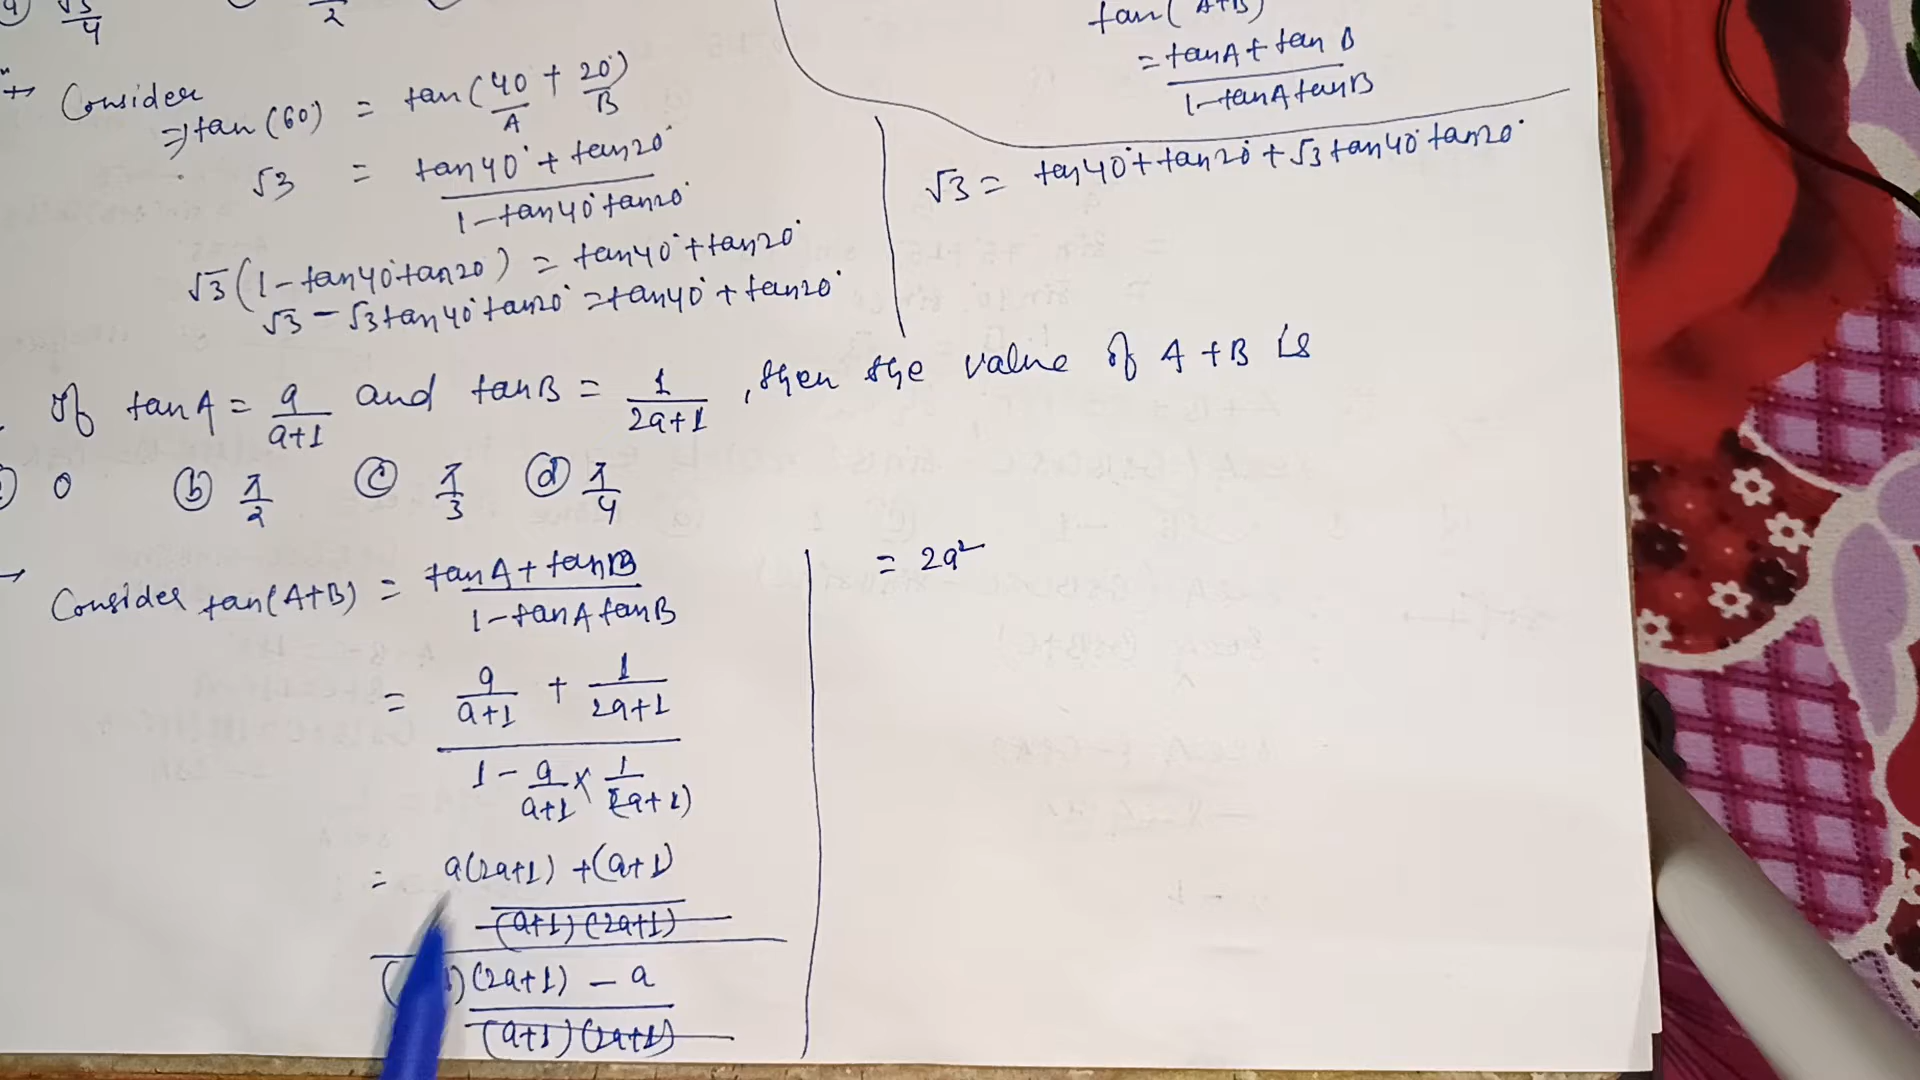 √3/4
2
tan(A+B)
= tanA + tan B / 1-tanA tanB
Consider
⇒ tan(60°) = tan(40/A + 20°/B)
√3 = tan40° + tan20° / 1-tan40°tan20°
√3(1-tan40°tan20) = tan40°+tan20°
√3 - √3tan40°tan20° = tan40° + tan20°
√3 = tan40°+tan20°+√3 tan40°tan20°
If tanA = a/a+1 and tanB = 1/2a+1, then the value of A+B is
0 (b) π/2 (c) π/3 (d) π/4
→ Consider tan(A+B) = tanA + tanB / 1-tanA tanB
= a/a+1 + 1/2a+1
1 - a/a+1 × 1/(2a+1)
= a(2a+1) + (a+1)
(a+1)(2a+1)
(2a+1) - a
(a+1)(2a+1)
= 2a²